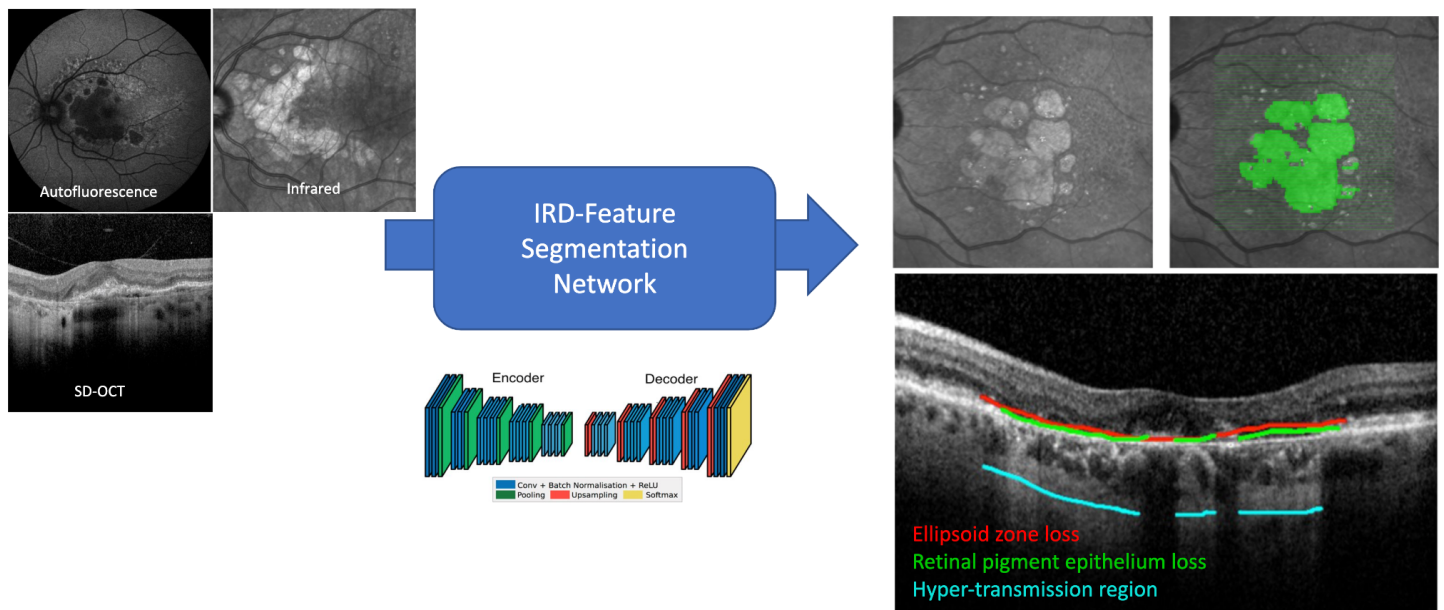 Autofluorescence
Infrared
SD-OCT
IRD-Feature
Segmentation
Network
Encoder
Decoder
Conv + Batch Normalisation + ReLU
Pooling
Upsampling
Softmax
Ellipsoid zone loss
Retinal pigment epithelium loss
Hyper-transmission region